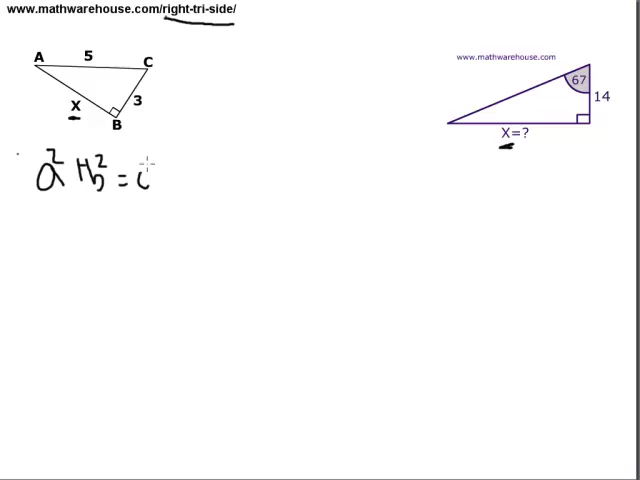 www.mathwarehouse.com/right-tri-side/
A 5 C
X 3
B
www.mathwarehouse.com
67
14
X=?
a² + b² = c